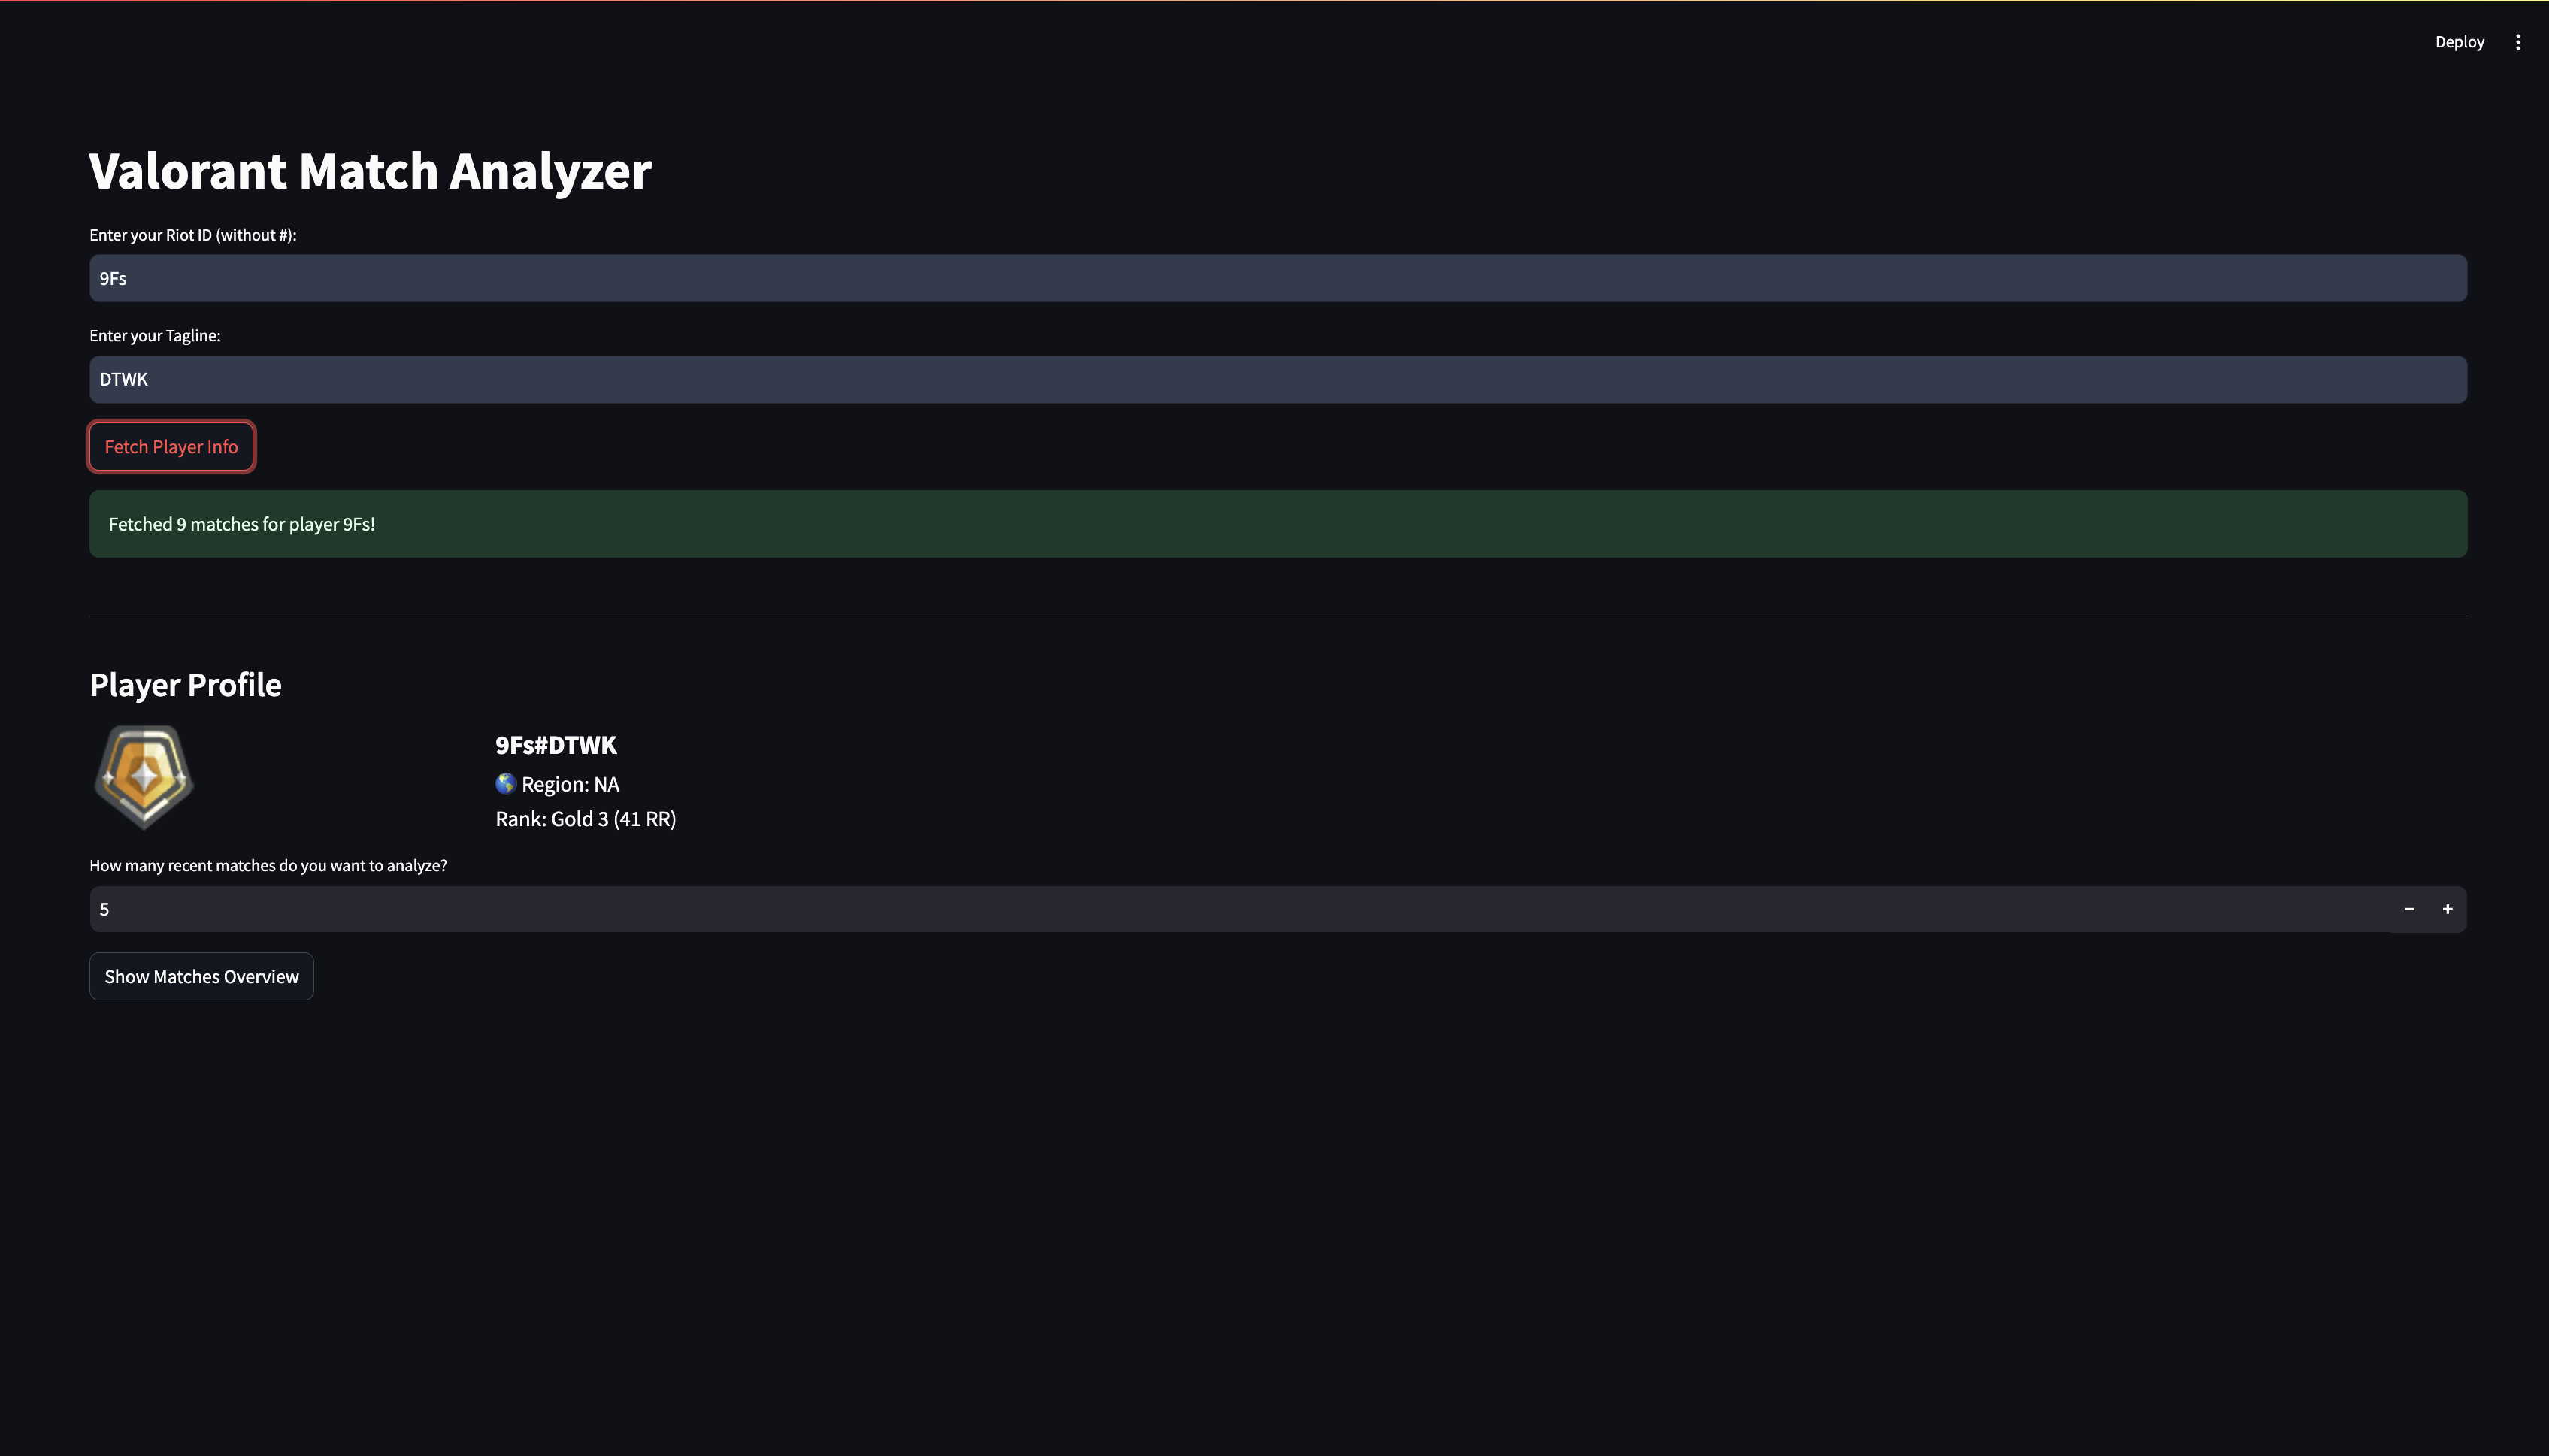 Deploy
Valorant Match Analyzer
Enter your Riot ID (without #):
9Fs
Enter your Tagline:
DTWK
Fetch Player Info
Fetched 9 matches for player 9Fs!
Player Profile
9Fs#DTWK
🌎 Region: NA
Rank: Gold 3 (41 RR)
How many recent matches do you want to analyze?
5
Show Matches Overview